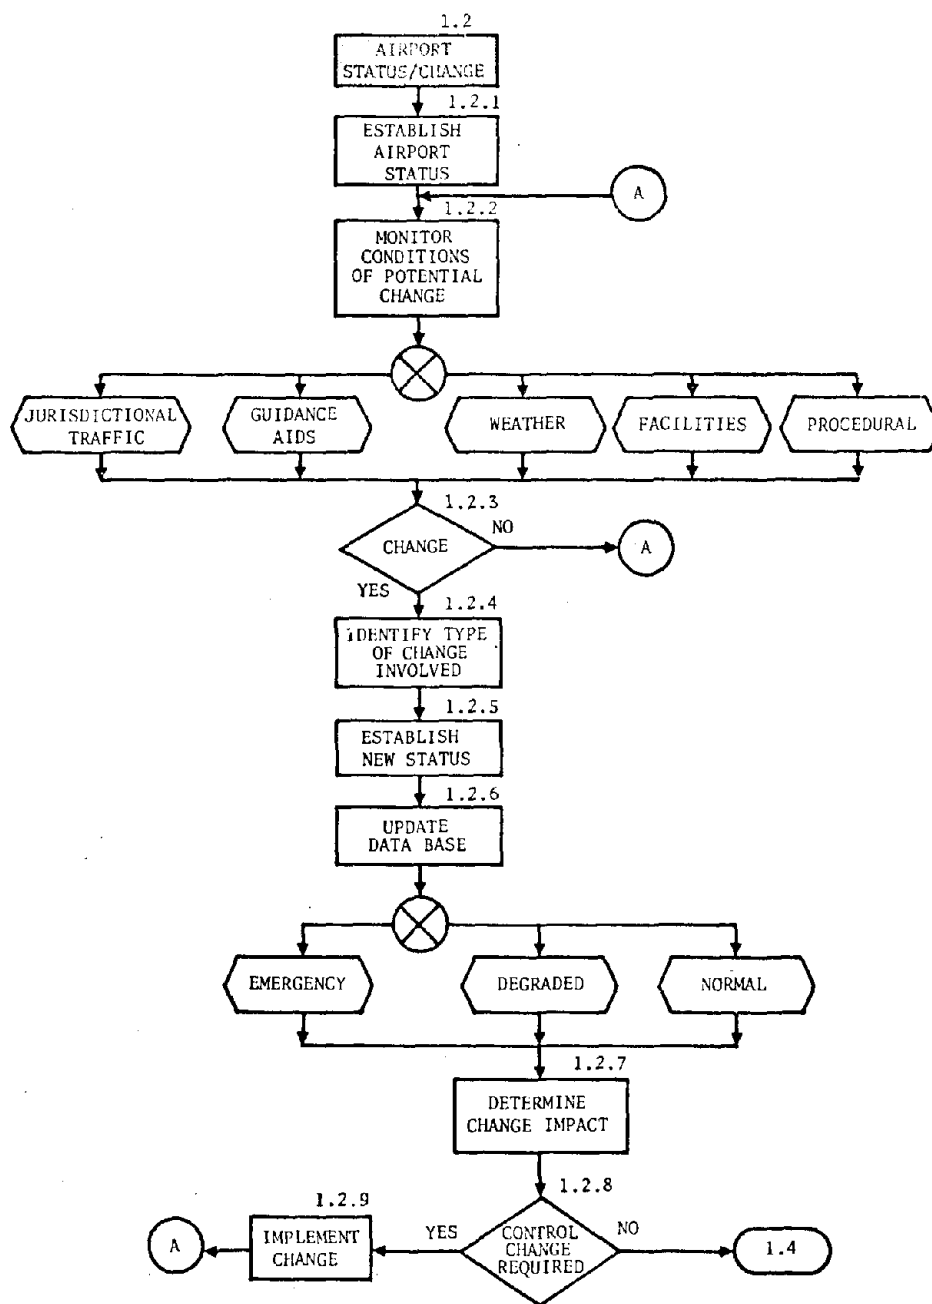 1.2
AIRPORT
STATUS/CHANGE
1.2.1
ESTABLISH
AIRPORT
STATUS
A
1.2.2
MONITOR
CONDITIONS
OF POTENTIAL
CHANGE
JURISDICTIONAL
TRAFFIC
GUIDANCE
AIDS
WEATHER
FACILITIES
PROCEDURAL
1.2.3
CHANGE
NO
A
YES
1.2.4
IDENTIFY TYPE
OF CHANGE
INVOLVED
1.2.5
ESTABLISH
NEW STATUS
1.2.6
UPDATE
DATA BASE
EMERGENCY
DEGRADED
NORMAL
1.2.7
DETERMINE
CHANGE IMPACT
1.2.8
CONTROL
CHANGE
REQUIRED
YES
NO
1.2.9
IMPLEMENT
CHANGE
A
1.4